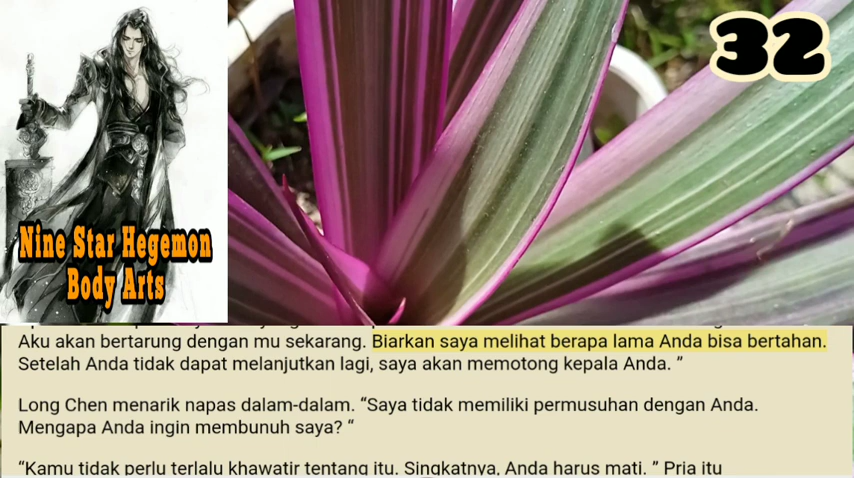 32
Nine Star Hegemon
Body Arts
Aku akan bertarung dengan mu sekarang. Biarkan saya melihat berapa lama Anda bisa bertahan.
Setelah Anda tidak dapat melanjutkan lagi, saya akan memotong kepala Anda. ”
Long Chen menarik napas dalam-dalam. “Saya tidak memiliki permusuhan dengan Anda.
Mengapa Anda ingin membunuh saya? “
“Kamu tidak perlu terlalu khawatir tentang itu. Singkatnya, Anda harus mati. ” Pria itu